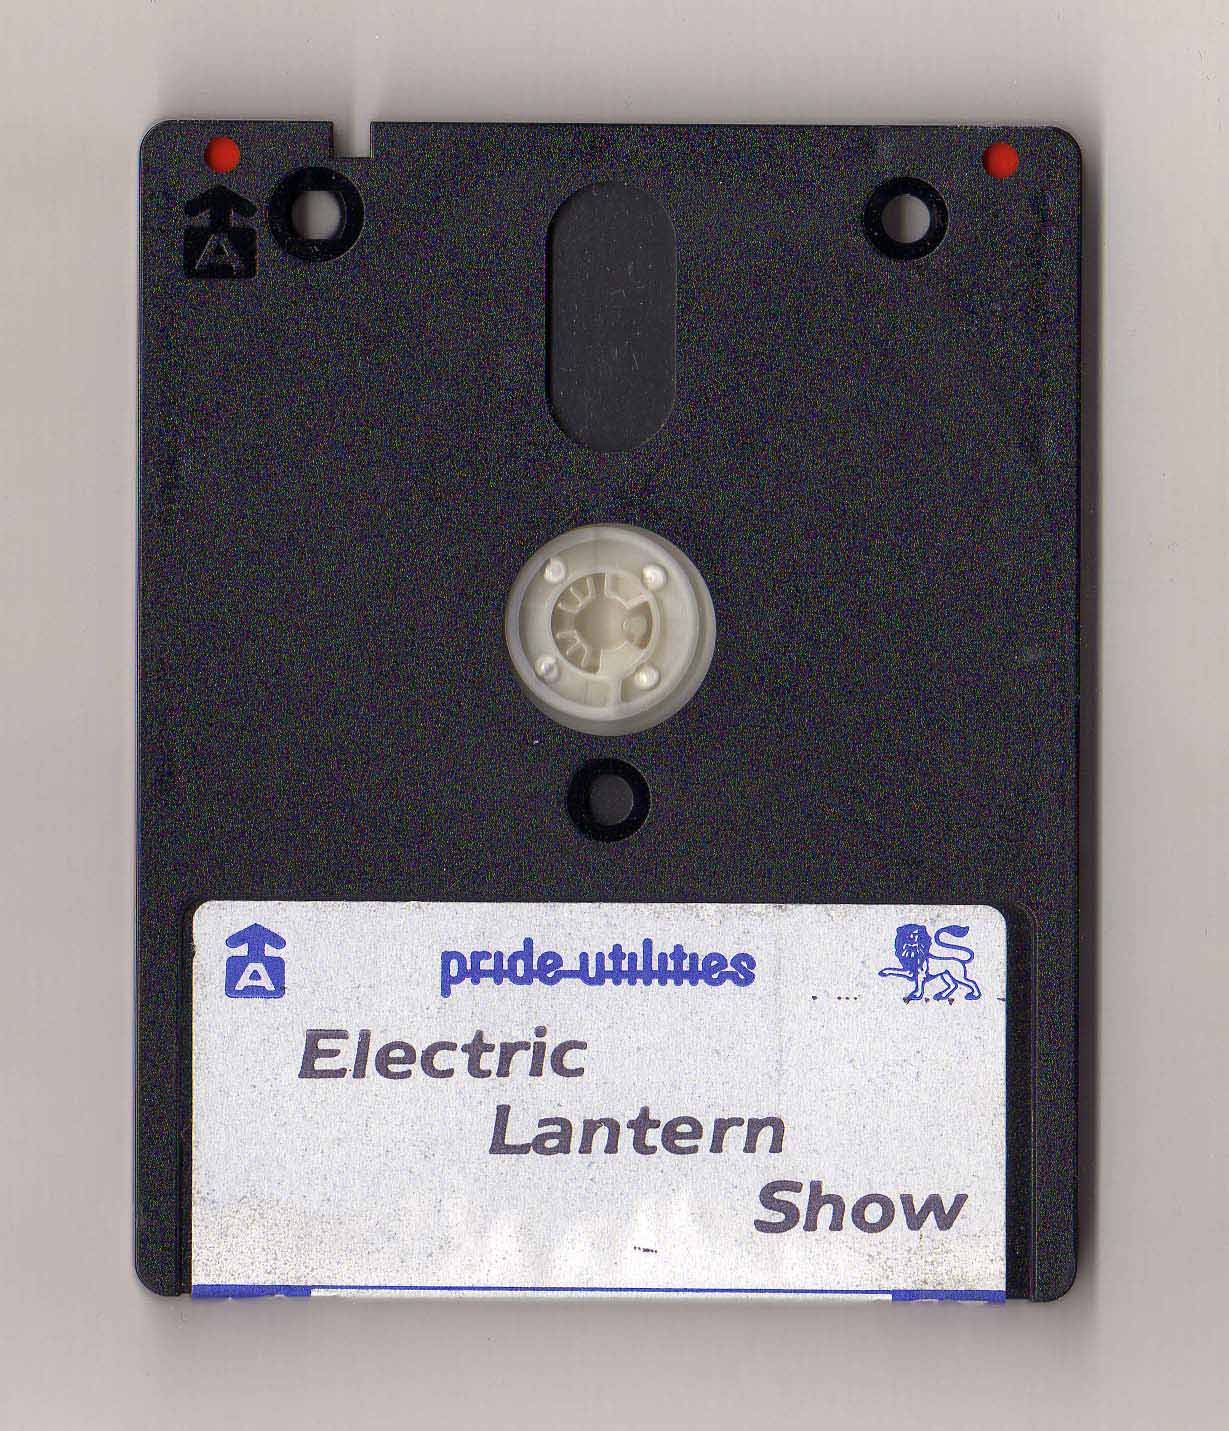 A
A
pride utilities
Electric
Lantern
Show